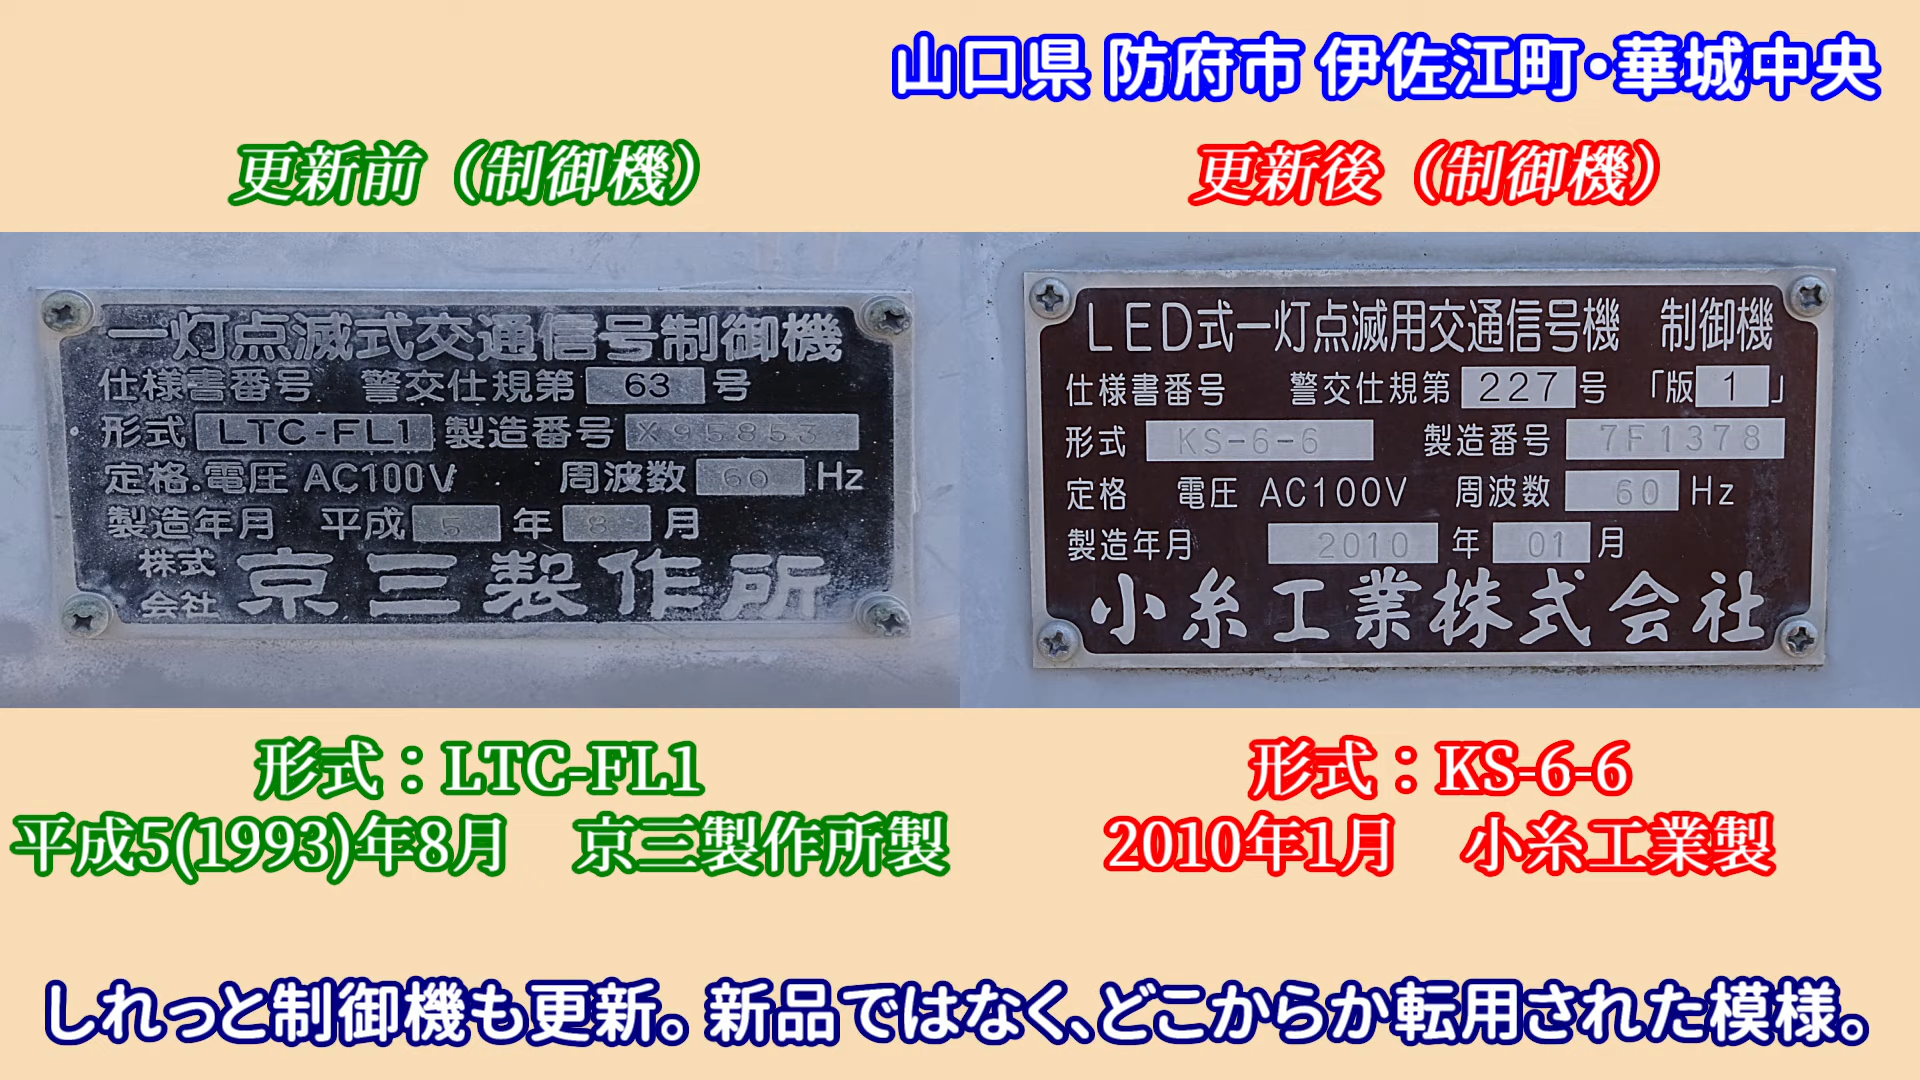 山口県 防府市 伊佐江町・華城中央
更新前（制御機）
一灯点滅式交通信号制御機
仕様書番号 警交仕規第 63 号
形式 LTC-FL1 製造番号 X95853
定格.電圧 AC100V 周波数 60 Hz
製造年月 平成 5 年 8 月
株式会社 京三製作所
形式：LTC-FL1
平成5(1993)年8月 京三製作所製
更新後（制御機）
LED式一灯点滅用交通信号機 制御機
仕様書番号 警交仕規第 227 号 「版 1 」
形式 KS-6-6 製造番号 7F1378
定格 電圧 AC100V 周波数 60 Hz
製造年月 2010 年 01 月
小糸工業株式会社
形式：KS-6-6
2010年1月 小糸工業製
しれっと制御機も更新。新品ではなく、どこからか転用された模様。